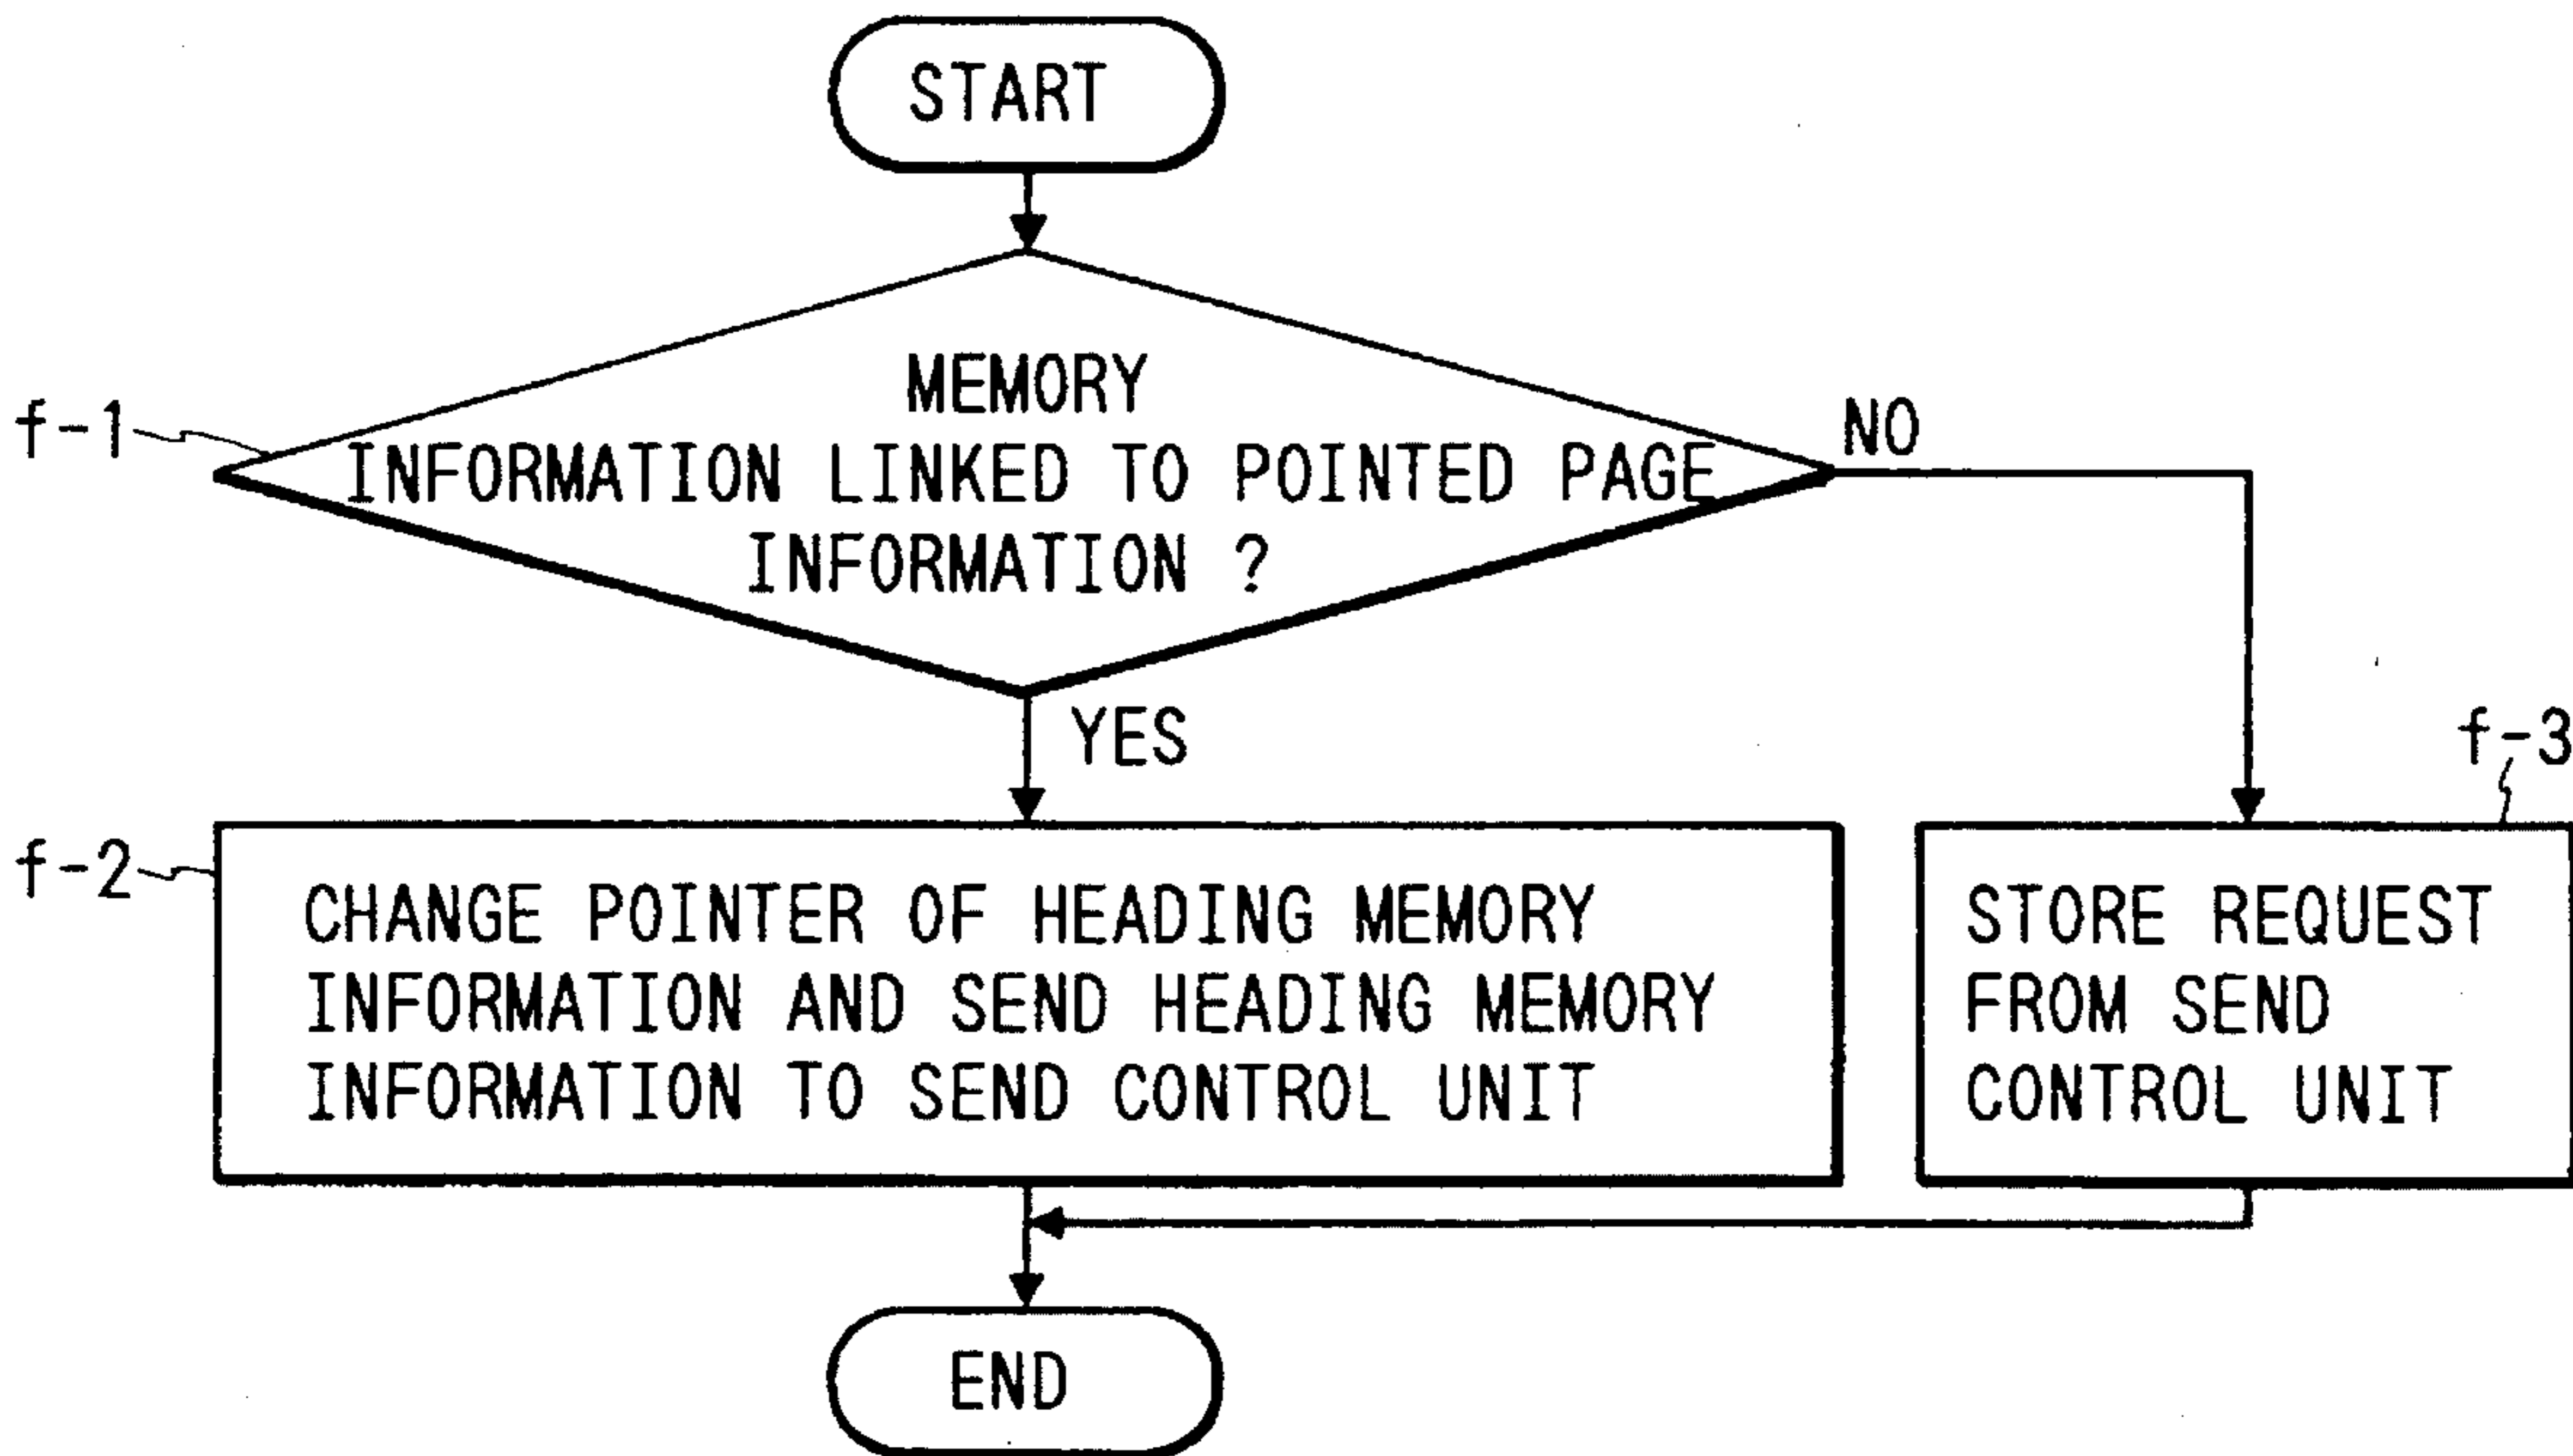 START
MEMORY
INFORMATION LINKED TO POINTED PAGE
INFORMATION ?
f-1
NO
YES
f-2
CHANGE POINTER OF HEADING MEMORY
INFORMATION AND SEND HEADING MEMORY
INFORMATION TO SEND CONTROL UNIT
f-3
STORE REQUEST
FROM SEND
CONTROL UNIT
END